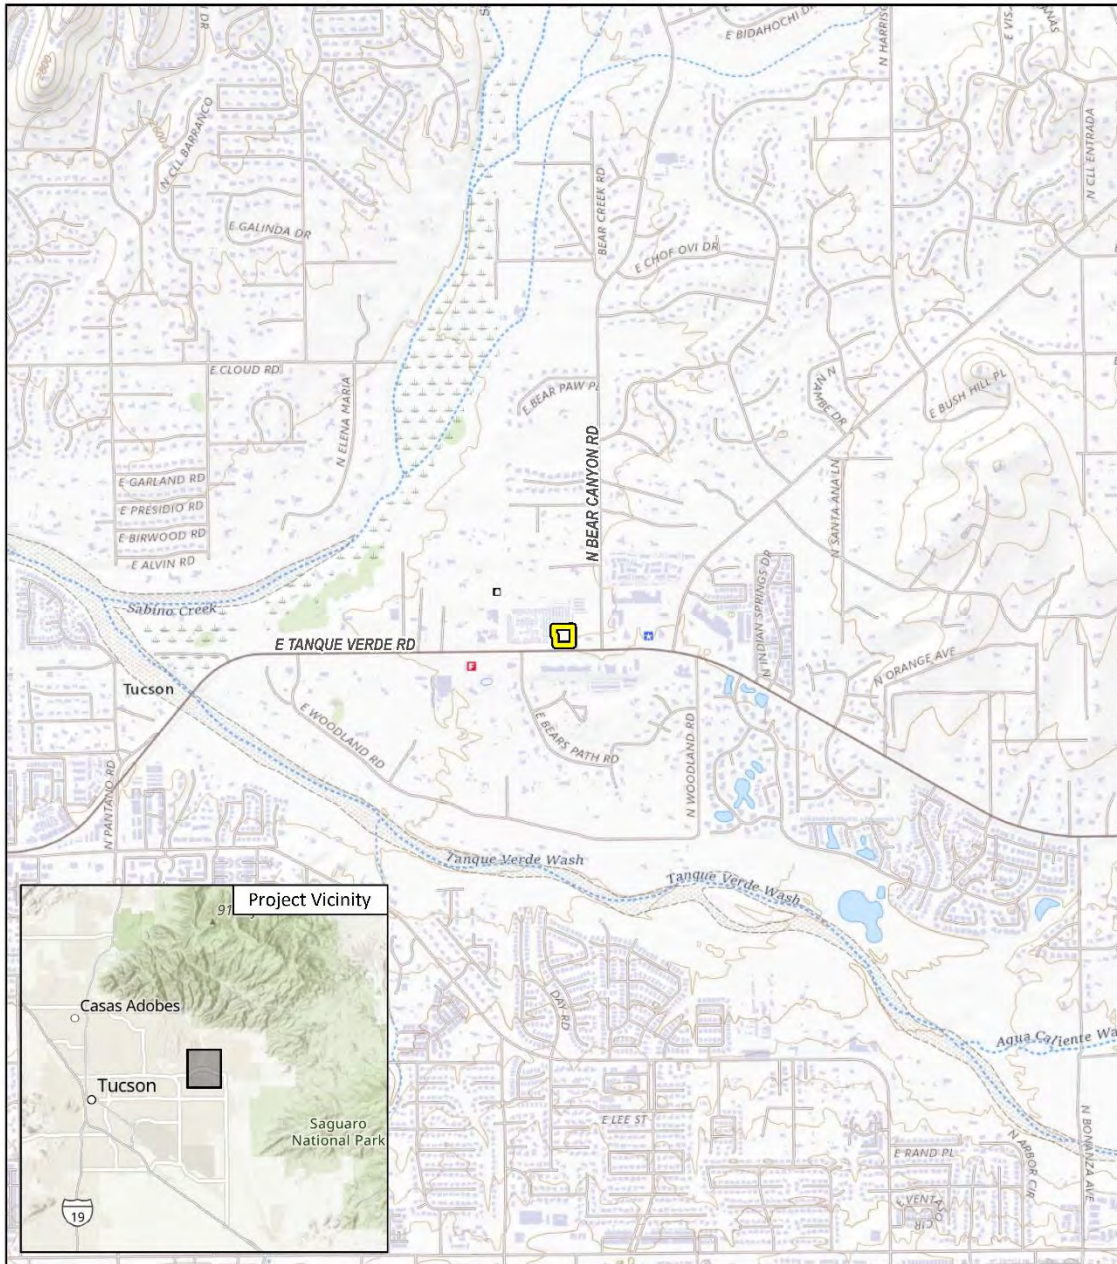 E BIDAHOCHI DR
N HARRIS
E VIS
ANAS
DR
2800
N CLL BARRANCO
N CLL ENTRADA
BEAR CREEK RD
E GALINDA DR
E CHOF OVI DR
E CLOUD RD
E BEAR PAW PL
N NAMBE DR
E BUSH HILL PL
N ELENA MARIA
N BEAR CANYON RD
E GARLAND RD
E PRESIDIO RD
E BIRWOOD RD
E ALVIN RD
N SANTA ANA LN
N INDIAN SPRINGS DR
Sabino Creek
E TANQUE VERDE RD
F
N ORANGE AVE
Tucson
E WOODLAND RD
E BEARS PATH RD
N WOODLAND RD
N PANTANO RD
Tanque Verde Wash
Tanque Verde Wash
Project Vicinity
Casas Adobes
Tucson
Saguaro
National Park
19
DAY RD
Agua Caliente Wa
E LEE ST
E RAND PL
N ARBOR CIR
N BONANZA AVE